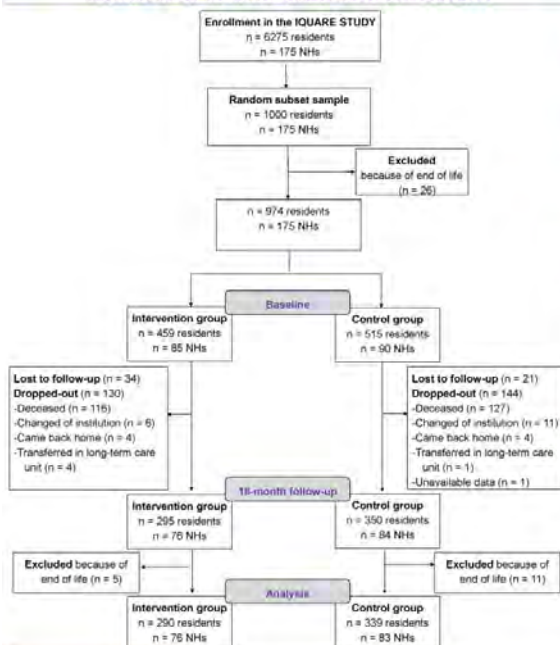 Enrollment in the IQUARE STUDY
n = 6275 residents
n = 175 NHs
Random subset sample
n = 1000 residents
n = 175 NHs
Excluded
because of end of life
(n = 26)
n = 974 residents
n = 175 NHs
Baseline
Intervention group
n = 459 residents
n = 85 NHs
Control group
n = 515 residents
n = 90 NHs
Lost to follow-up (n = 34)
Dropped-out (n = 130)
-Deceased (n = 116)
-Changed of institution (n = 6)
-Came back home (n = 4)
-Transferred in long-term care
unit (n = 4)
Lost to follow-up (n = 21)
Dropped-out (n = 144)
-Deceased (n = 127)
-Changed of institution (n = 11)
-Came back home (n = 4)
-Transferred in long-term care
unit (n = 1)
-Unavailable data (n = 1)
18-month follow-up
Intervention group
n = 295 residents
n = 76 NHs
Control group
n = 350 residents
n = 84 NHs
Excluded because of
end of life (n = 5)
Excluded because of
end of life (n = 11)
Analysis
Intervention group
n = 290 residents
n = 76 NHs
Control group
n = 339 residents
n = 83 NHs